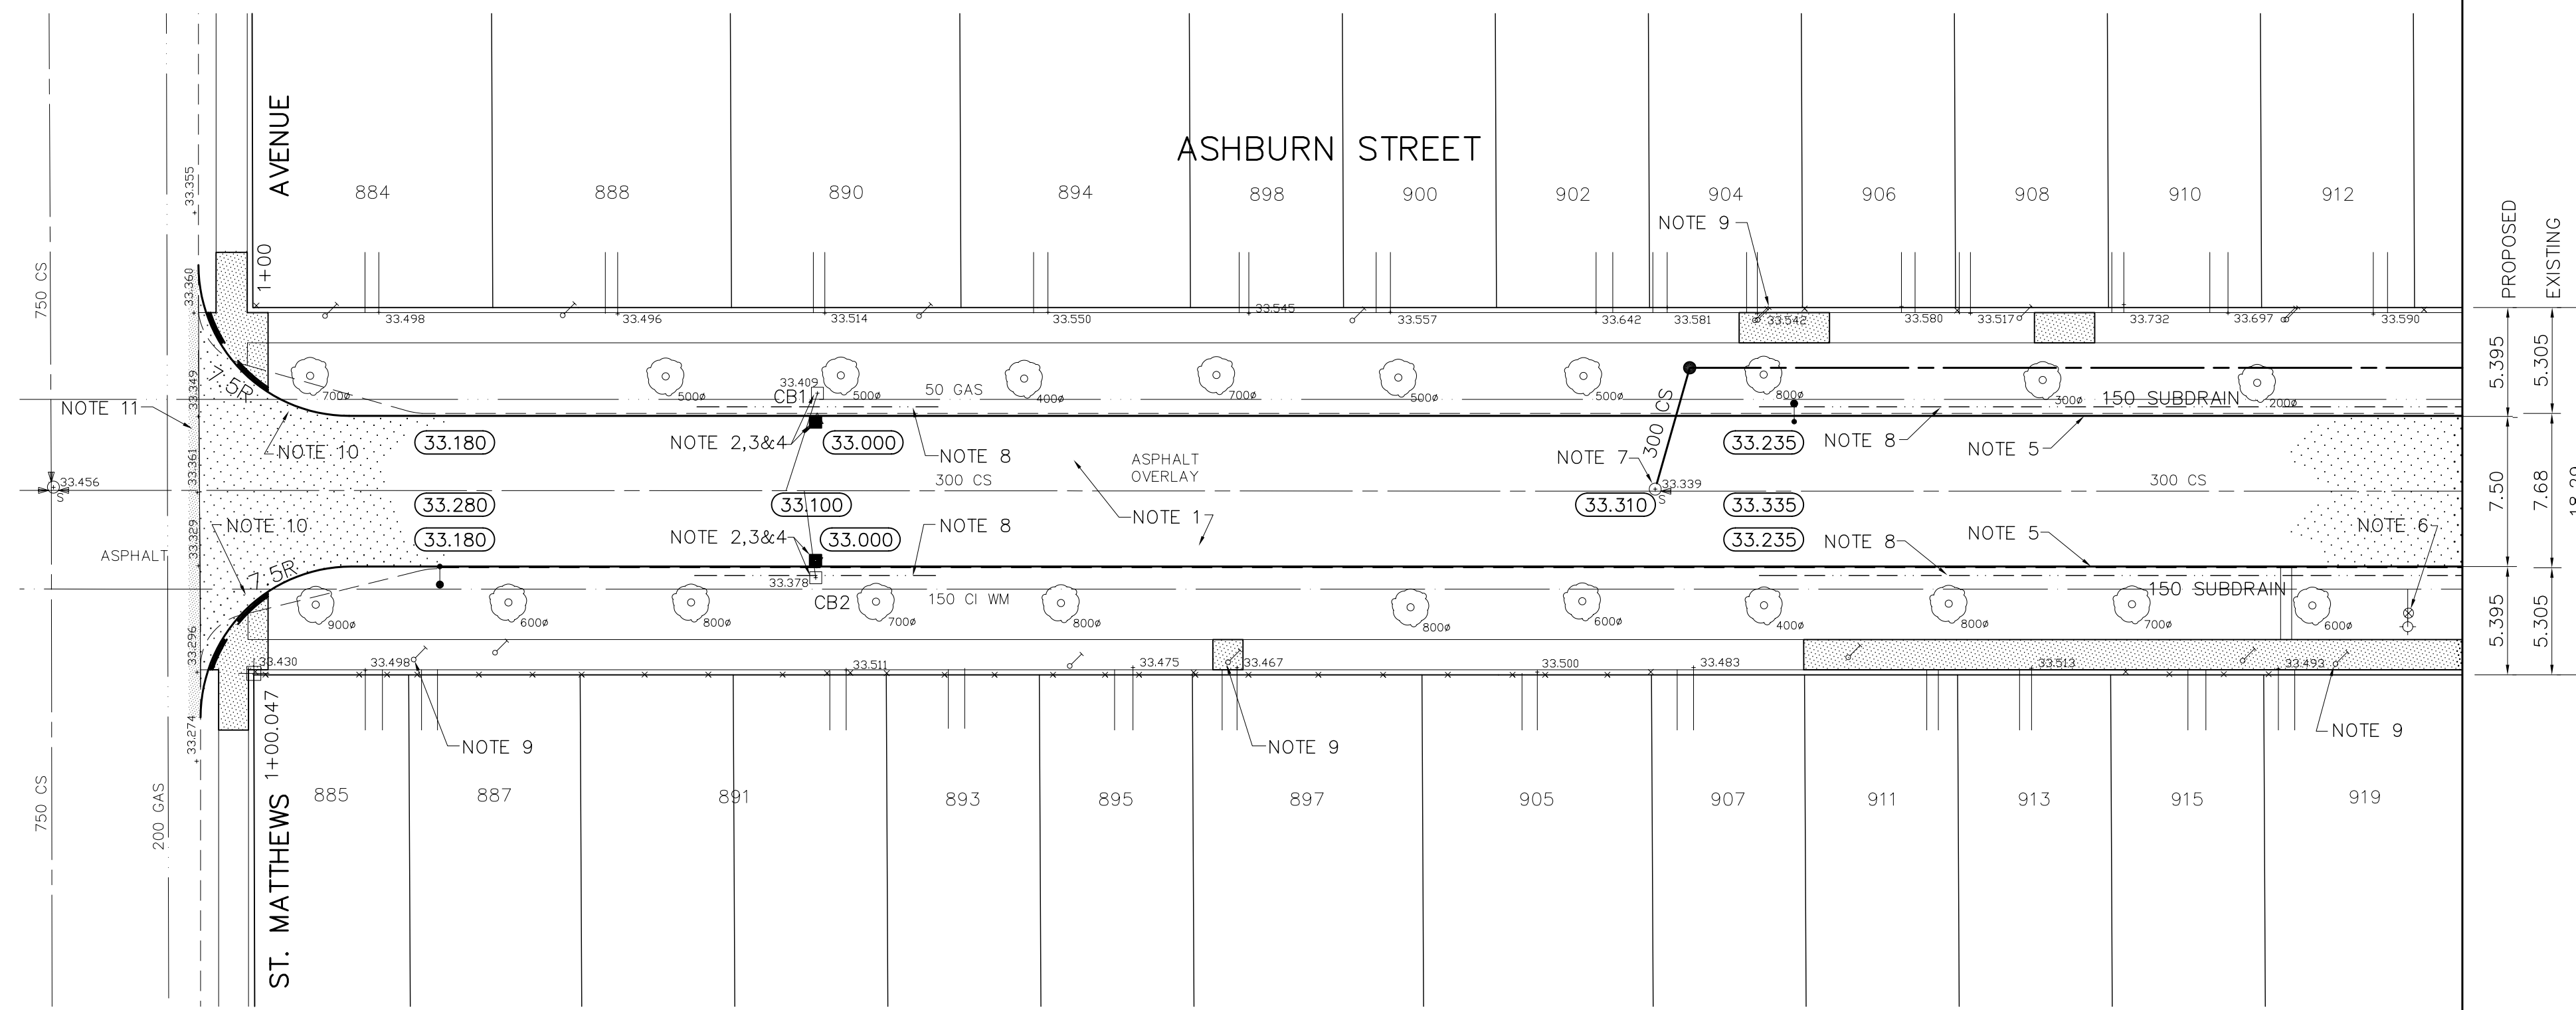 ASHBURN STREET
AVENUE
ST. MATTHEWS
1+00
1+00.047
750 CS
750 CS
200 GAS
33.355
33.360
33.349
33.361
33.329
33.296
33.274
33.456
S
884
888
890
894
898
900
902
904
906
908
910
912
NOTE 9
33.498
33.496
33.514
33.550
33.545
33.557
33.642
33.581
33.542
33.580
33.517
33.732
33.697
33.590
700ø
500ø
500ø
400ø
700ø
500ø
500ø
800ø
300ø
200ø
33.409
CB1
50 GAS
150 SUBDRAIN
7.5R
NOTE 11
NOTE 10
33.180
NOTE 2,3&4
33.000
NOTE 8
ASPHALT
OVERLAY
300 CS
NOTE 7
33.235
NOTE 8
NOTE 5
300 CS
33.339
S
300 CS
33.280
33.100
NOTE 1
33.310
33.335
NOTE 10
33.180
NOTE 2,3&4
33.000
NOTE 8
33.235
NOTE 8
NOTE 5
NOTE 6
ASPHALT
7.5R
33.378
CB2
150 CI WM
150 SUBDRAIN
900ø
600ø
800ø
700ø
800ø
800ø
600ø
400ø
800ø
700ø
600ø
33.430
33.498
33.511
33.475
33.467
33.500
33.483
33.513
33.493
NOTE 9
NOTE 9
NOTE 9
885
887
891
893
895
897
905
907
911
913
915
919
PROPOSED
EXISTING
5.395
5.305
7.50
7.68
5.395
5.305